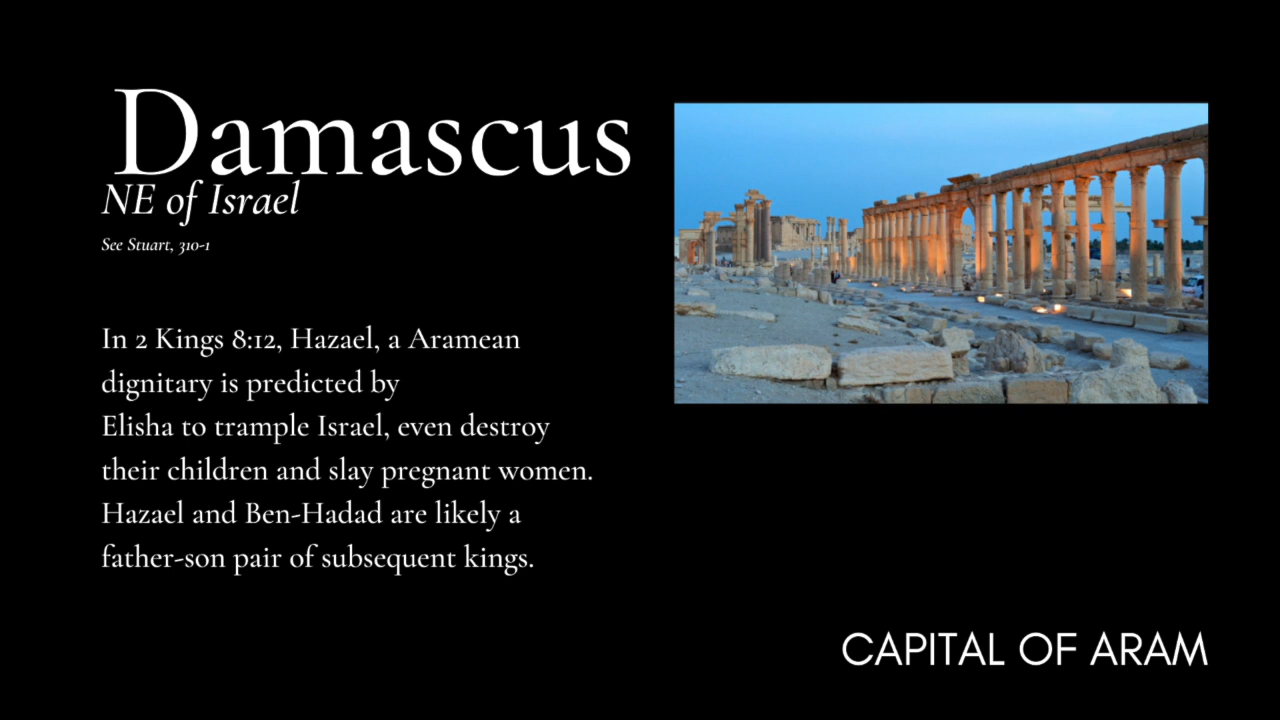 Damascus
NE of Israel
See Stuart, 310-1
In 2 Kings 8:12, Hazael, a Aramean
dignitary is predicted by
Elisha to trample Israel, even destroy
their children and slay pregnant women.
Hazael and Ben-Hadad are likely a
father-son pair of subsequent kings.
CAPITAL OF ARAM